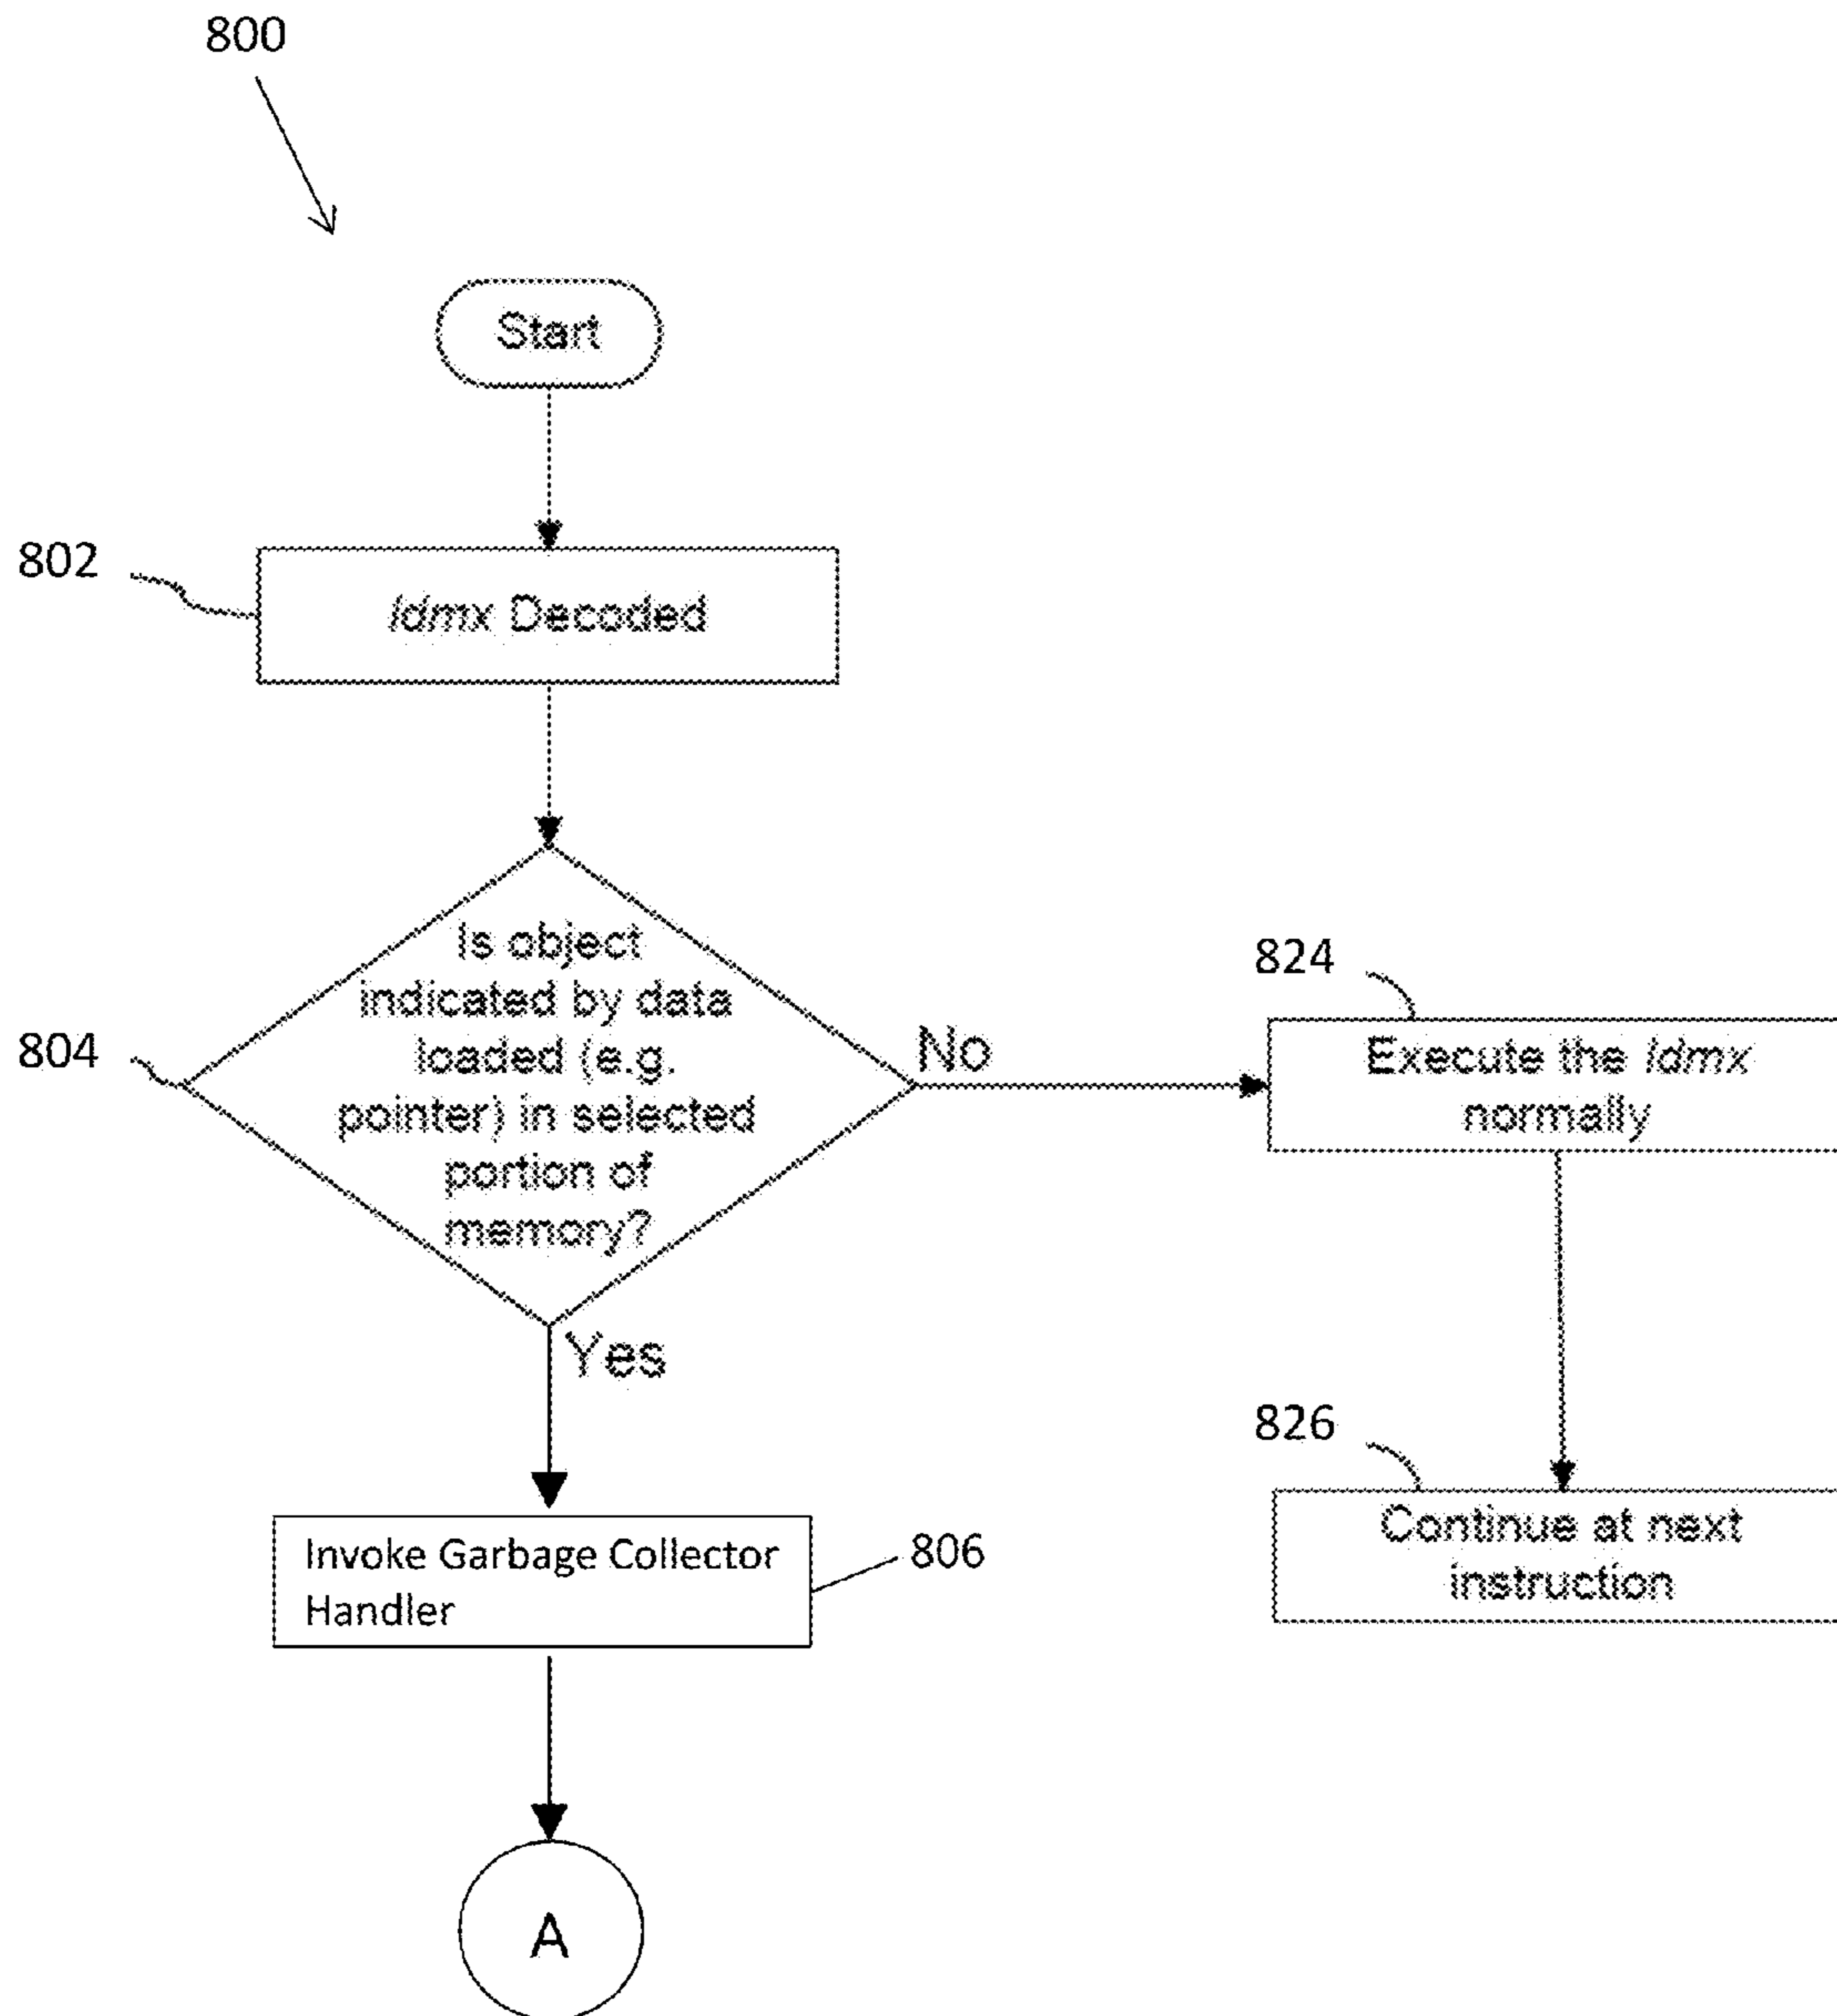 800
Start
802
ldmx Decoded
804
Is object
indicated by data
loaded (e.g.
pointer) in selected
portion of
memory?
No
824
Execute the ldmx
normally
Yes
826
Continue at next
instruction
Invoke Garbage Collector
Handler
806
A